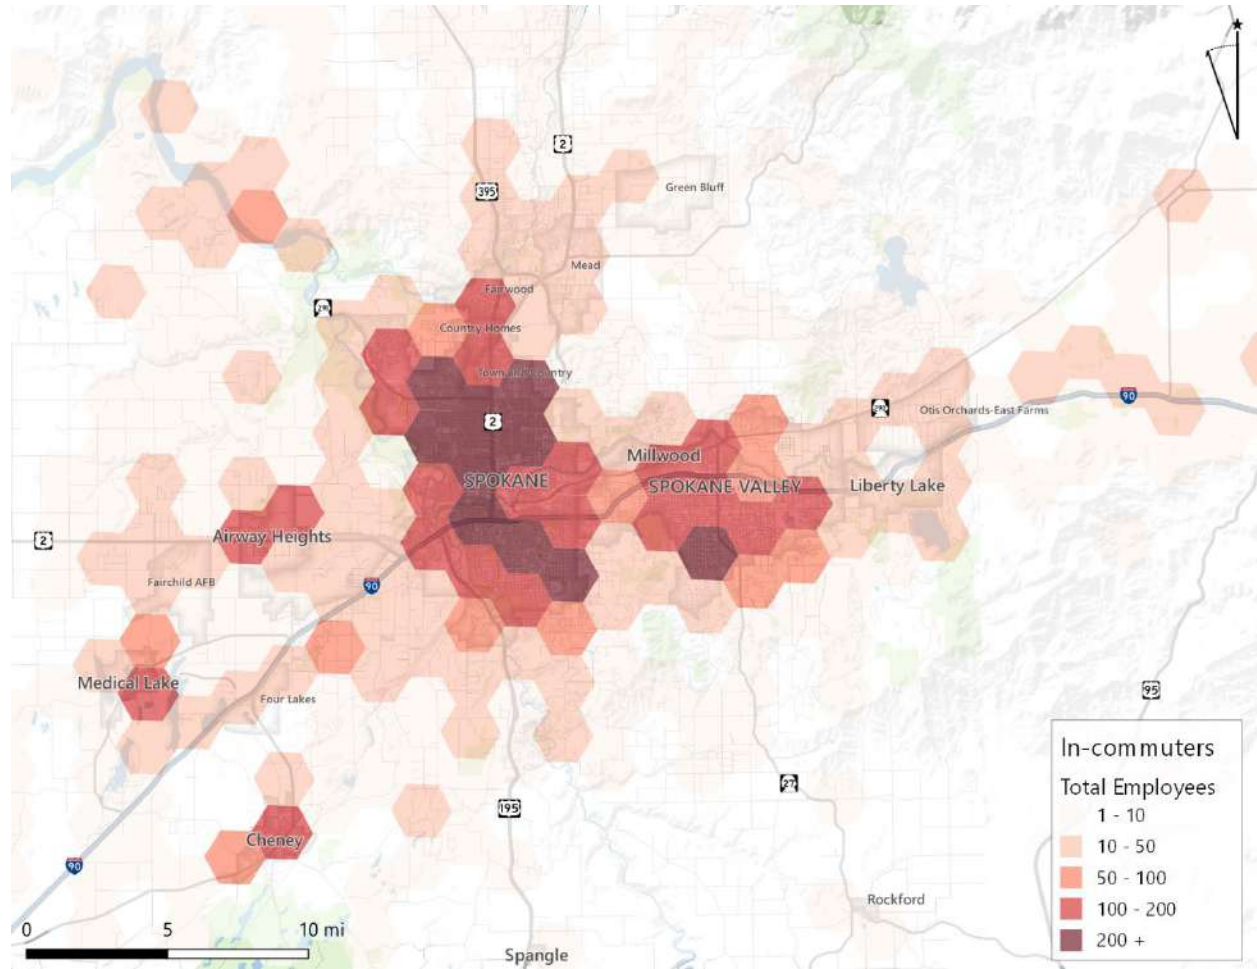 2
395
Green Bluff
Mead
Fairwood
290
Country Homes
Town and Country
90
290
Otis Orchards-East Farms
2
Millwood
SPOKANE
SPOKANE VALLEY
Liberty Lake
2
Airway Heights
Fairchild AFB
90
Medical Lake
Four Lakes
95
27
195
Cheney
90
Rockford
Spangle
0 5 10 mi
In-commuters
Total Employees
1 - 10
10 - 50
50 - 100
100 - 200
200 +